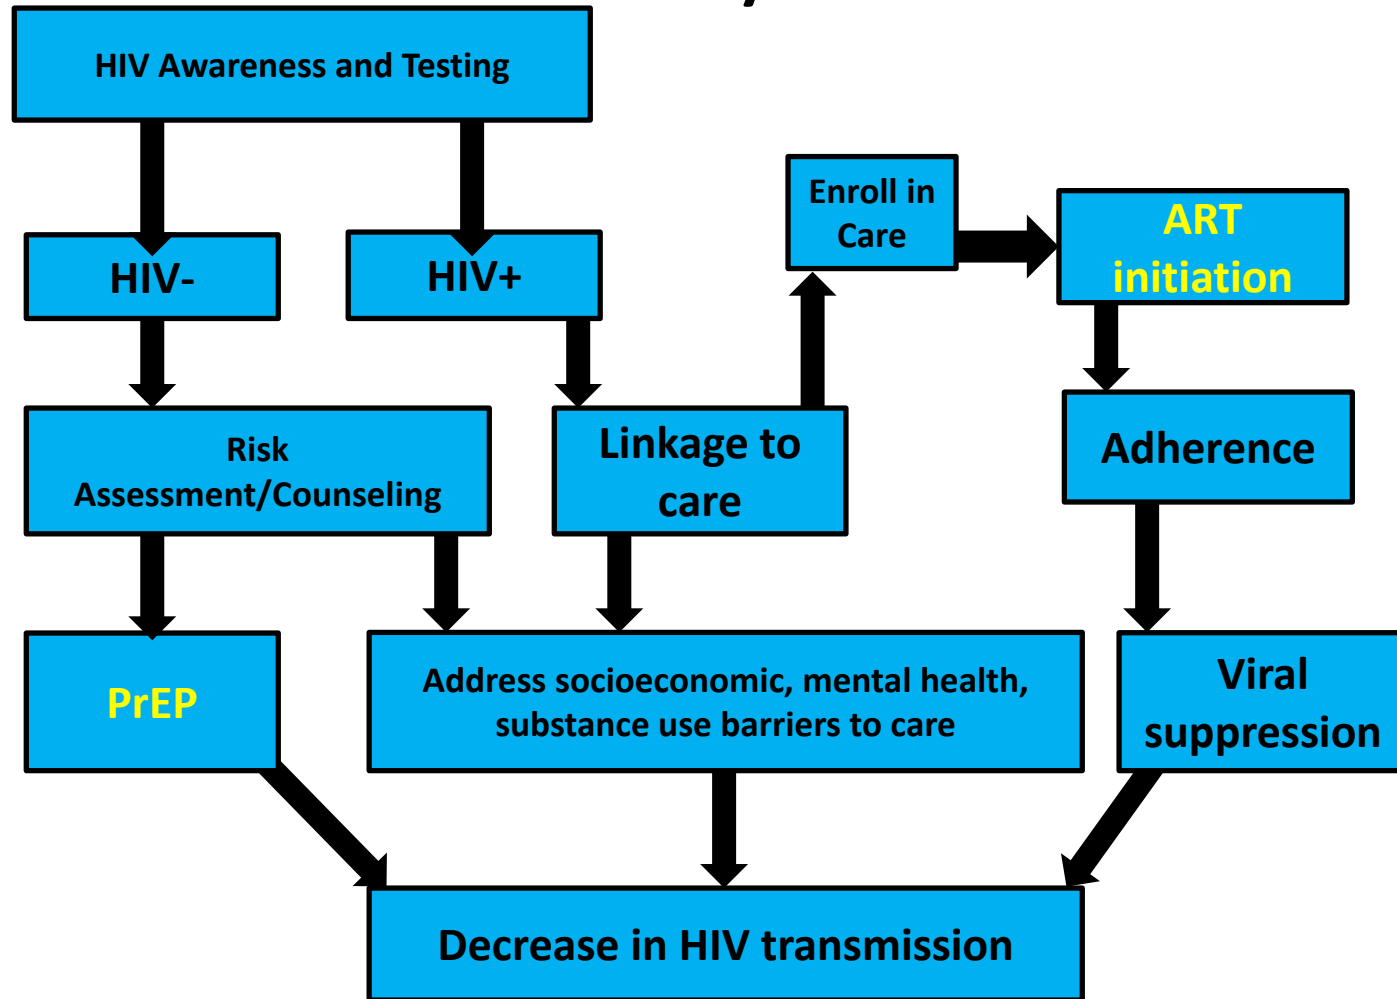 HIV Awareness and Testing
HIV-
HIV+
Enroll in
Care
ART
initiation
Risk
Assessment/Counseling
Linkage to
care
Adherence
PrEP
Address socioeconomic, mental health,
substance use barriers to care
Viral
suppression
Decrease in HIV transmission